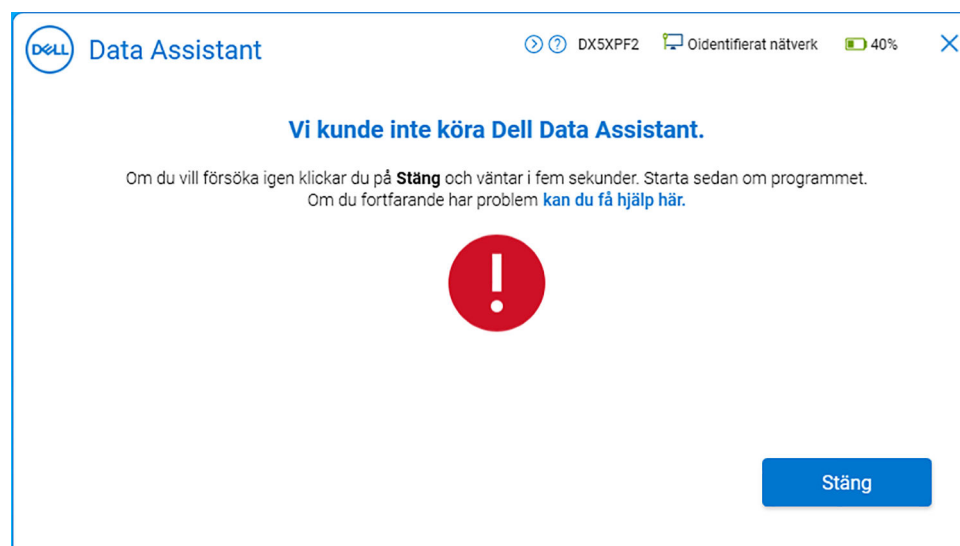 DELL Data Assistant DX5XPF2 Oidentifierat nätverk 40%
Vi kunde inte köra Dell Data Assistant.
Om du vill försöka igen klickar du på Stäng och väntar i fem sekunder. Starta sedan om programmet.
Om du fortfarande har problem kan du få hjälp här.
Stäng